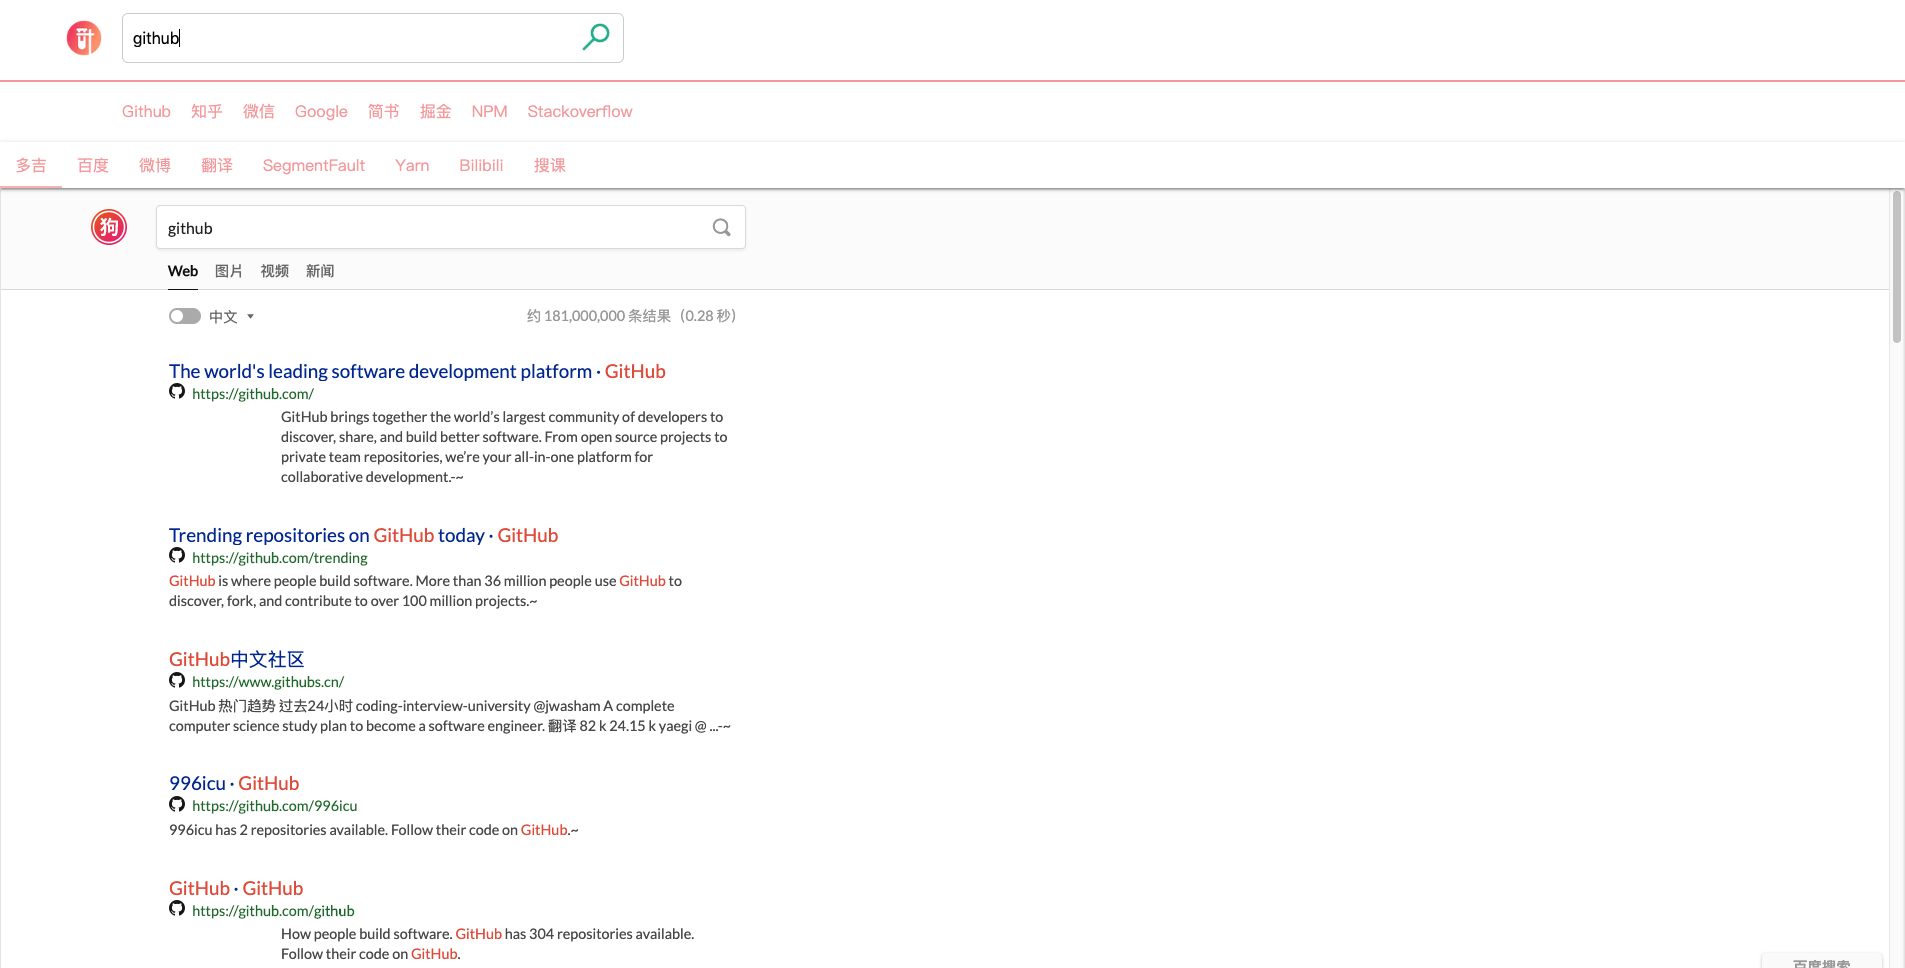 github
Github 知乎 微信 Google 简书 掘金 NPM Stackoverflow
多吉 百度 微博 翻译 SegmentFault Yarn Bilibili 搜课
狗 github
Web 图片 视频 新闻
中文 约 181,000,000 条结果（0.28 秒）
The world's leading software development platform · GitHub
https://github.com/
GitHub brings together the world’s largest community of developers to
discover, share, and build better software. From open source projects to
private team repositories, we’re your all-in-one platform for
collaborative development.-~
Trending repositories on GitHub today · GitHub
https://github.com/trending
GitHub is where people build software. More than 36 million people use GitHub to
discover, fork, and contribute to over 100 million projects.~
GitHub中文社区
https://www.githubs.cn/
GitHub 热门趋势 过去24小时 coding-interview-university @jwasham A complete
computer science study plan to become a software engineer. 翻译 82 k 24.15 k yaegi @ ...-~
996icu · GitHub
https://github.com/996icu
996icu has 2 repositories available. Follow their code on GitHub.~
GitHub · GitHub
https://github.com/github
How people build software. GitHub has 304 repositories available.
Follow their code on GitHub.
百度搜索